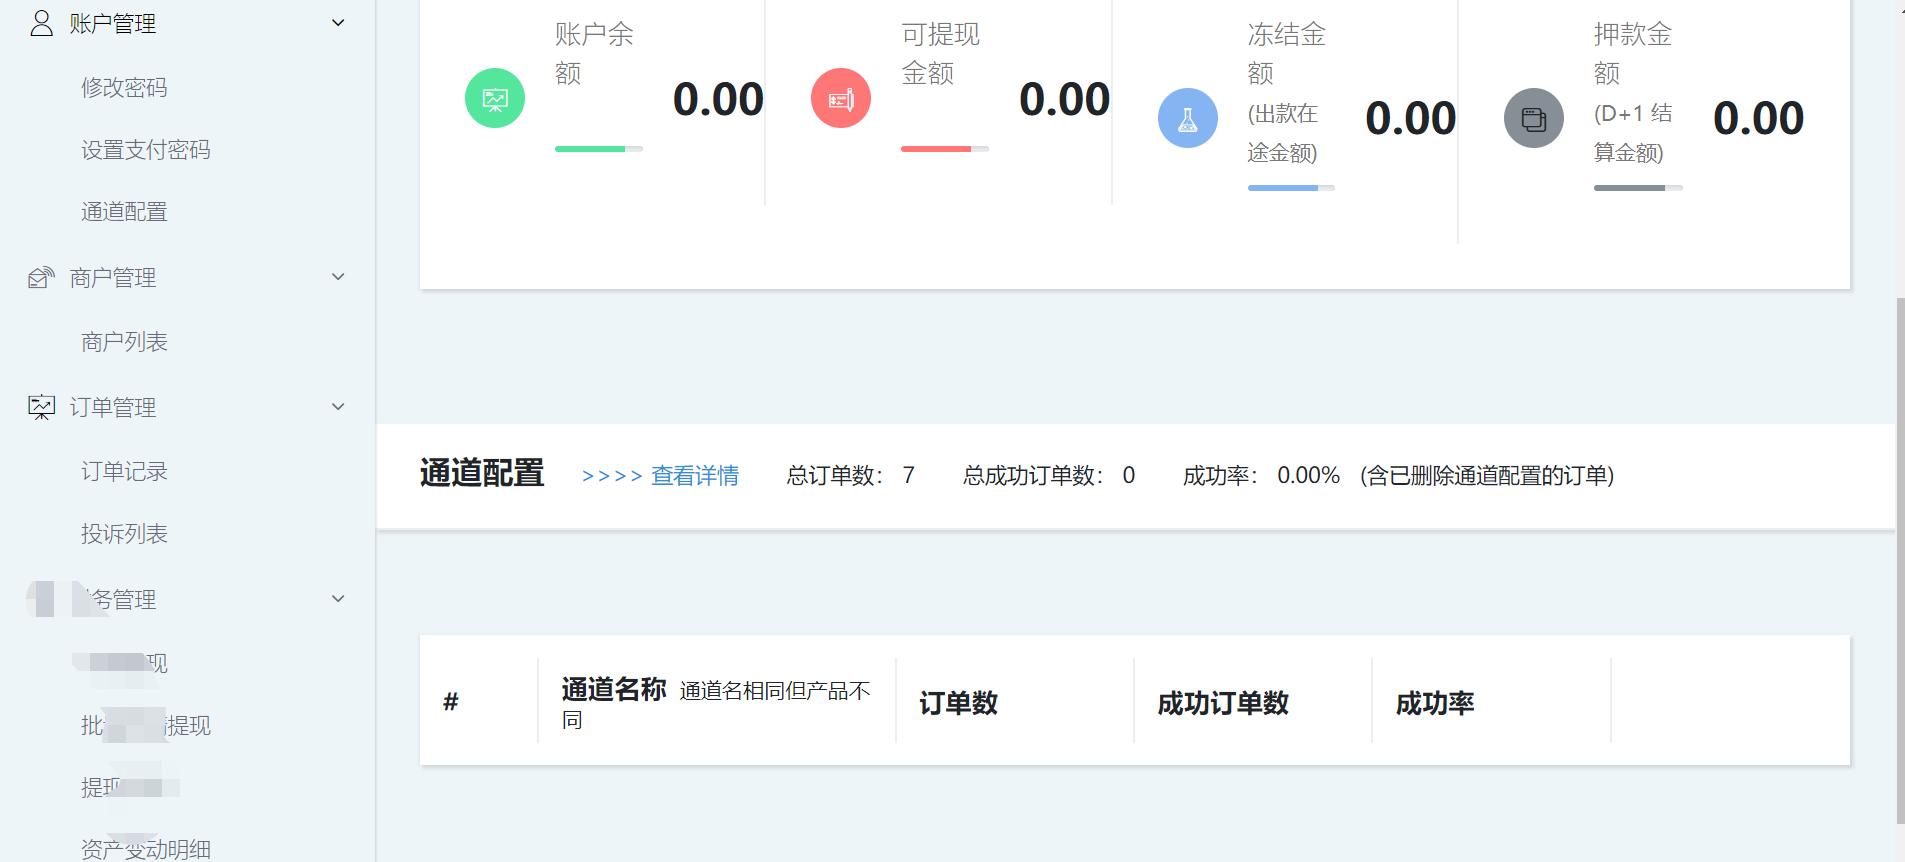 账户管理
修改密码
设置支付密码
通道配置
商户管理
商户列表
订单管理
订单记录
投诉列表
务管理
现
批
提现
提现
资产变动明细
账户余
额
0.00
可提现
金额
0.00
冻结金
额
(出款在
途金额)
0.00
押款金
额
(D+1 结
算金额)
0.00
通道配置 >>>> 查看详情 总订单数： 7 总成功订单数： 0 成功率： 0.00% (含已删除通道配置的订单)
# 通道名称 通道名相同但产品不
同
订单数 成功订单数 成功率